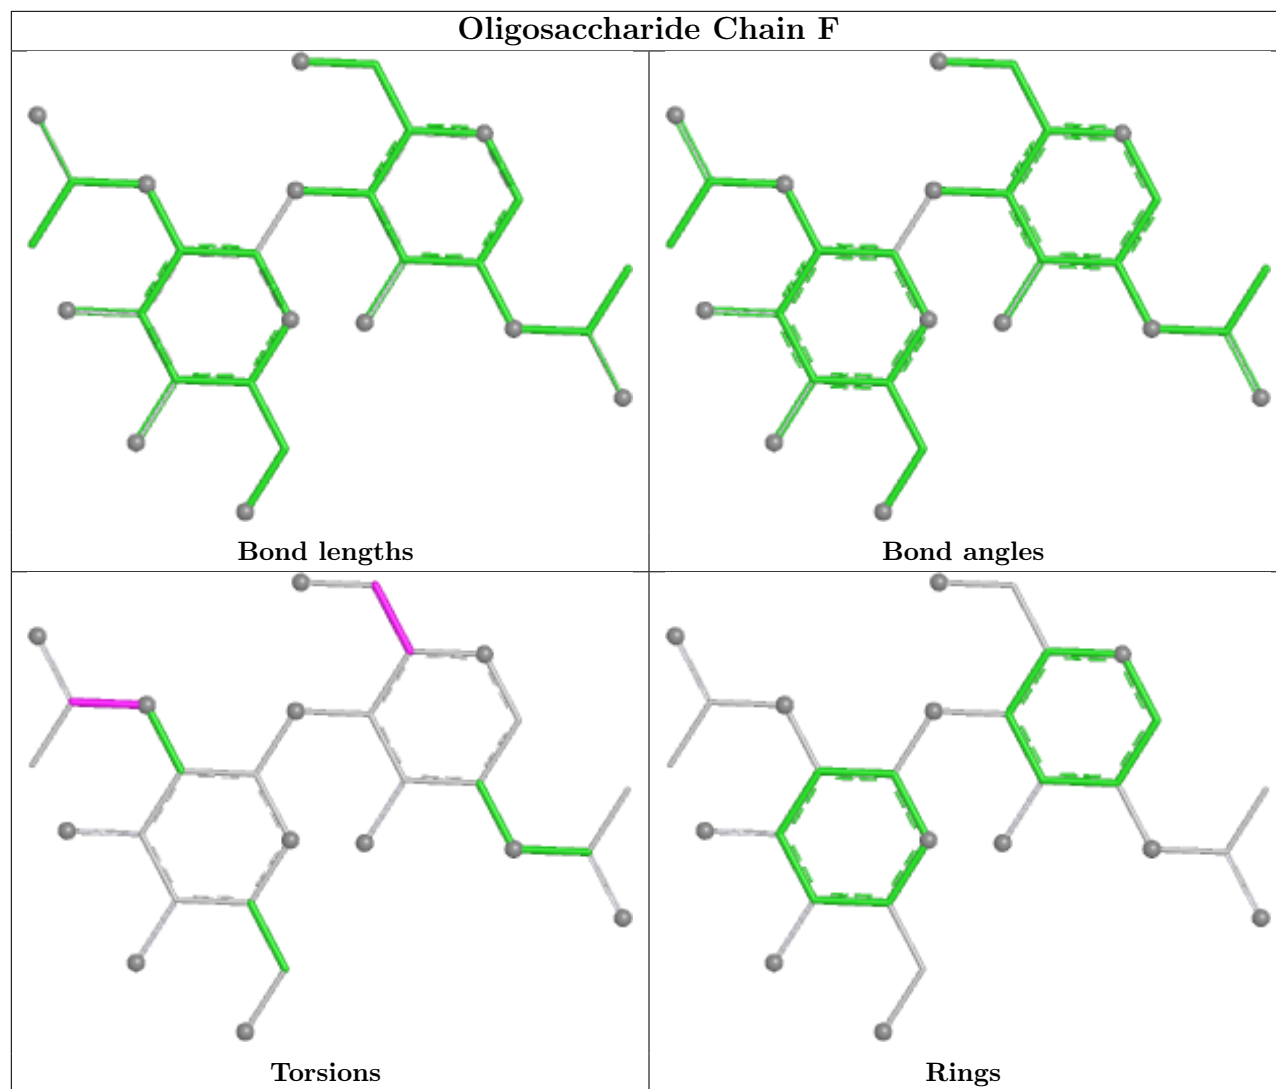 Oligosaccharide Chain F
Bond lengths
Bond angles
Torsions
Rings